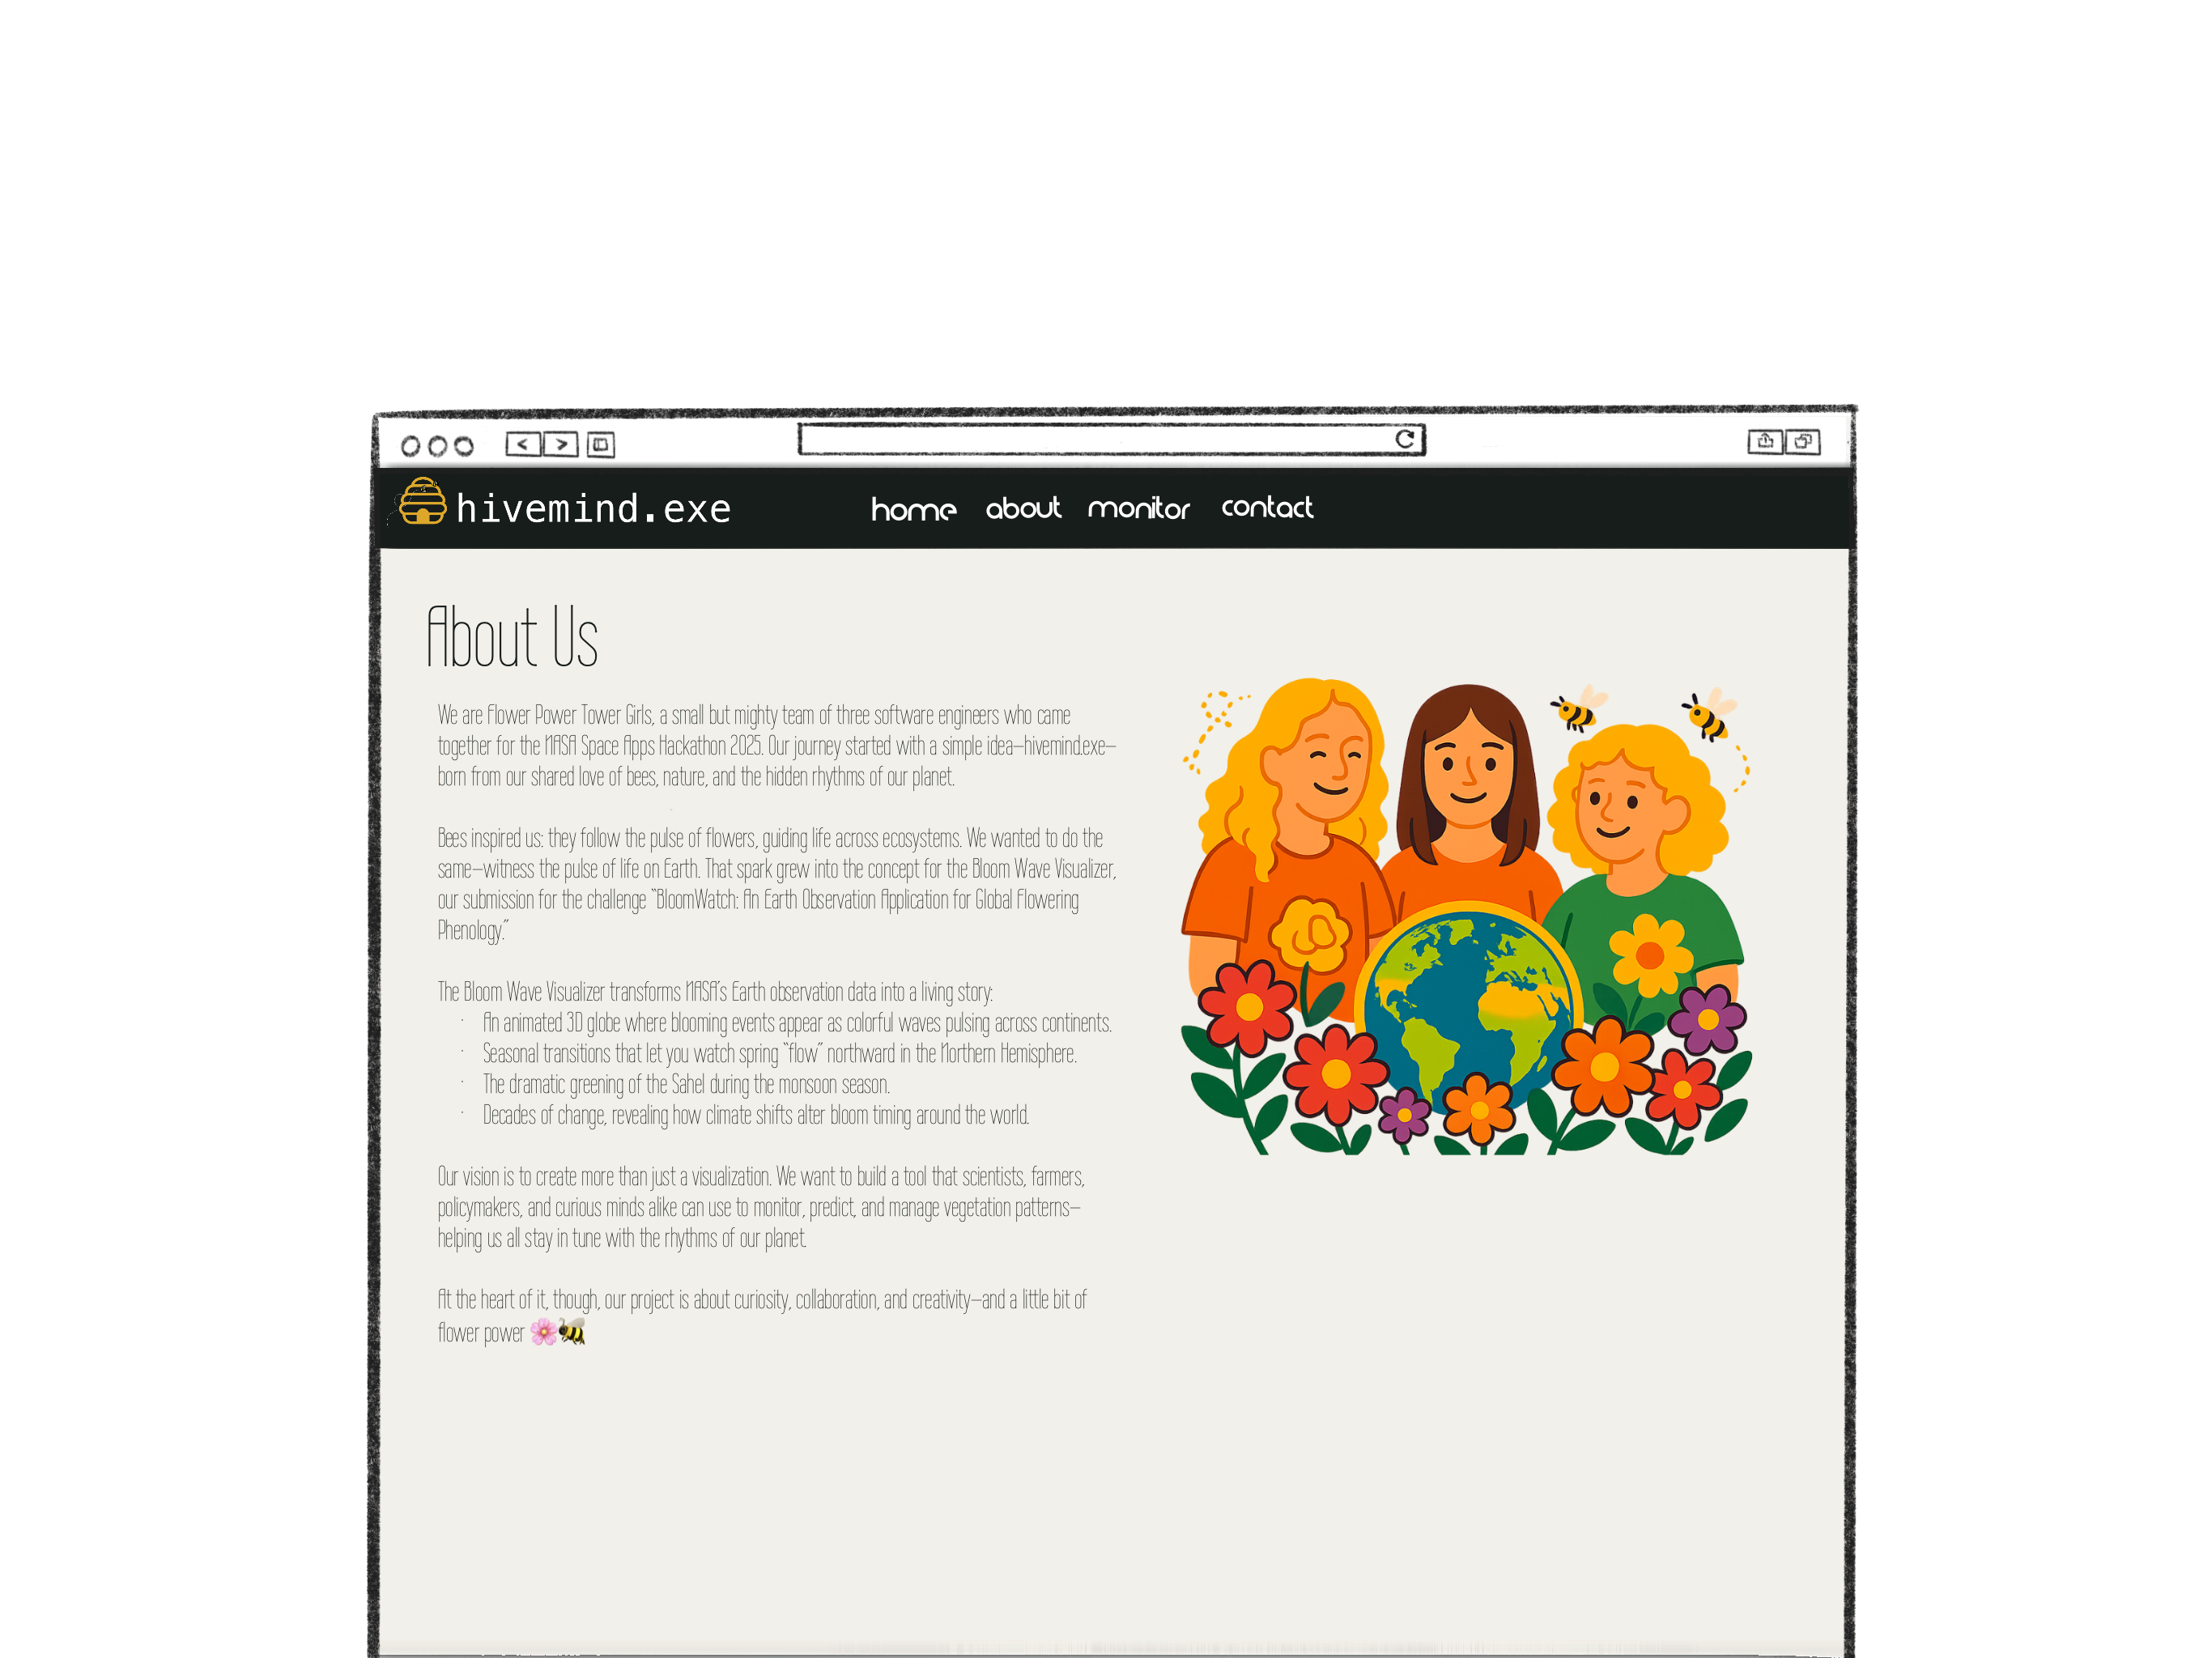 hivemind.exe
home about monitor contact
About Us
We are Flower Power Tower Girls, a small but mighty team of three software engineers who came
together for the NASA Space Apps Hackathon 2025. Our journey started with a simple idea—hivemind.exe—
born from our shared love of bees, nature, and the hidden rhythms of our planet.
Bees inspired us: they follow the pulse of flowers, guiding life across ecosystems. We wanted to do the
same—witness the pulse of life on Earth. That spark grew into the concept for the Bloom Wave Visualizer,
our submission for the challenge “BloomWatch: An Earth Observation Application for Global Flowering
Phenology.”
The Bloom Wave Visualizer transforms NASA’s Earth observation data into a living story:
· An animated 3D globe where blooming events appear as colorful waves pulsing across continents.
· Seasonal transitions that let you watch spring “flow” northward in the Northern Hemisphere.
· The dramatic greening of the Sahel during the monsoon season.
· Decades of change, revealing how climate shifts alter bloom timing around the world.
Our vision is to create more than just a visualization. We want to build a tool that scientists, farmers,
policymakers, and curious minds alike can use to monitor, predict, and manage vegetation patterns—
helping us all stay in tune with the rhythms of our planet.
At the heart of it, though, our project is about curiosity, collaboration, and creativity—and a little bit of
flower power 🌸🐝